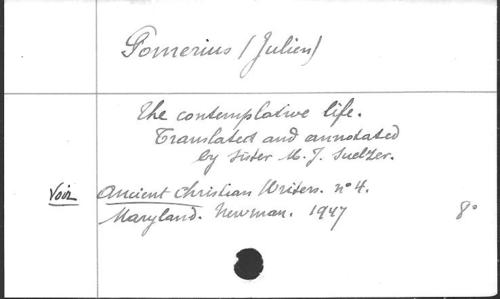 Pomerius (Julien)
The contemplative life.
Translated and annotated
by Sister M. J. Suelzer.
Voir Ancient Christian Writers. n° 4.
Maryland. Newman. 1947 8°